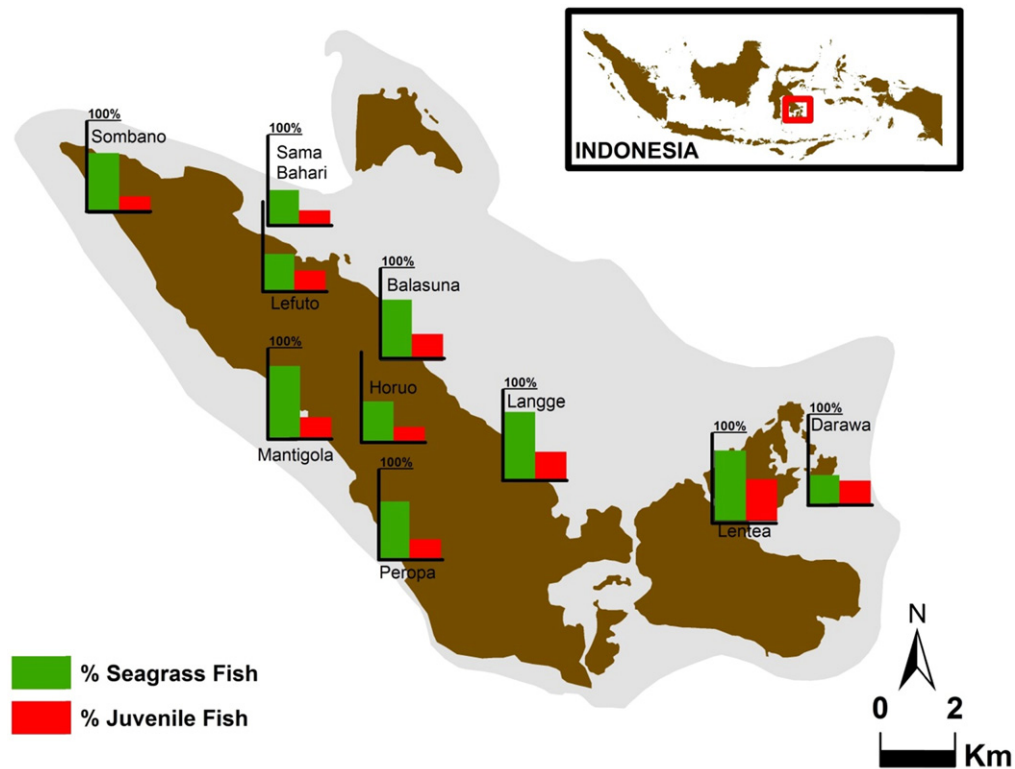 100%
Sombano
100%
Sama
Bahari
INDONESIA
Lefuto
100%
Balasuna
100%
Mantigola
Horuo
100%
Langge
100%
Darawa
100%
Lentea
100%
Peropa
N
% Seagrass Fish
% Juvenile Fish
0 2
Km